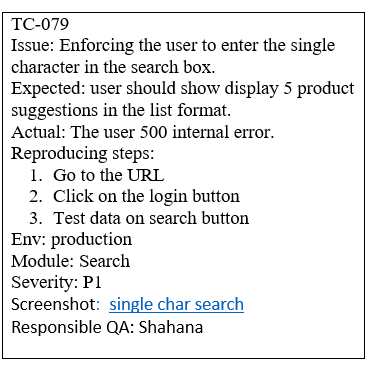 TC-079
Issue: Enforcing the user to enter the single
character in the search box.
Expected: user should show display 5 product
suggestions in the list format.
Actual: The user 500 internal error.
Reproducing steps:
1. Go to the URL
2. Click on the login button
3. Test data on search button
Env: production
Module: Search
Severity: P1
Screenshot: single char search
Responsible QA: Shahana